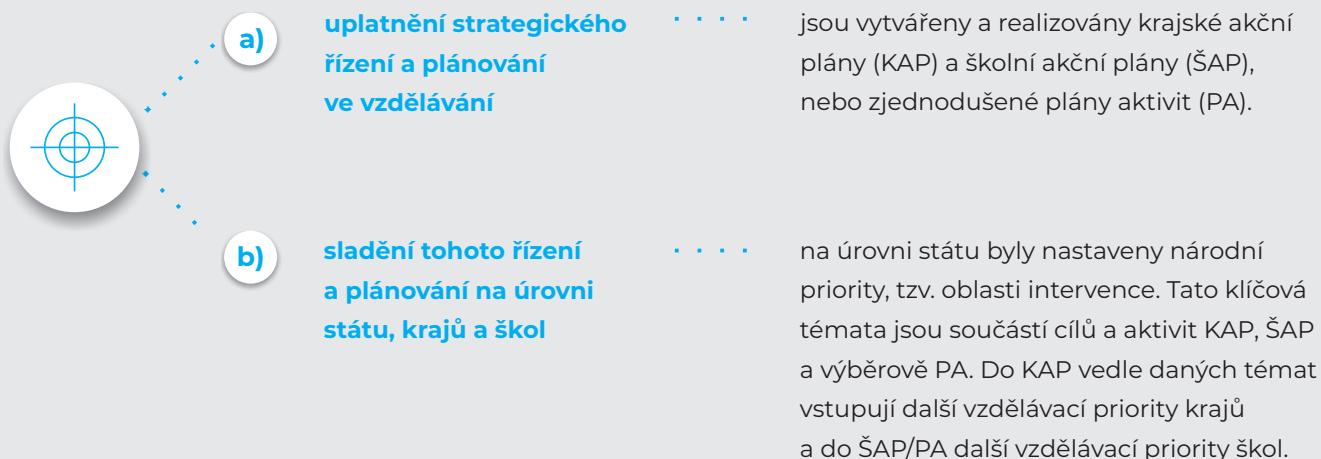 a)
uplatnění strategického
řízení a plánování
ve vzdělávání
jsou vytvářeny a realizovány krajské akční
plány (KAP) a školní akční plány (ŠAP),
nebo zjednodušené plány aktivit (PA).
b)
sladění tohoto řízení
a plánování na úrovni
státu, krajů a škol
na úrovni státu byly nastaveny národní
priority, tzv. oblasti intervence. Tato klíčová
témata jsou součástí cílů a aktivit KAP, ŠAP
a výběrově PA. Do KAP vedle daných témat
vstupují další vzdělávací priority krajů
a do ŠAP/PA další vzdělávací priority škol.